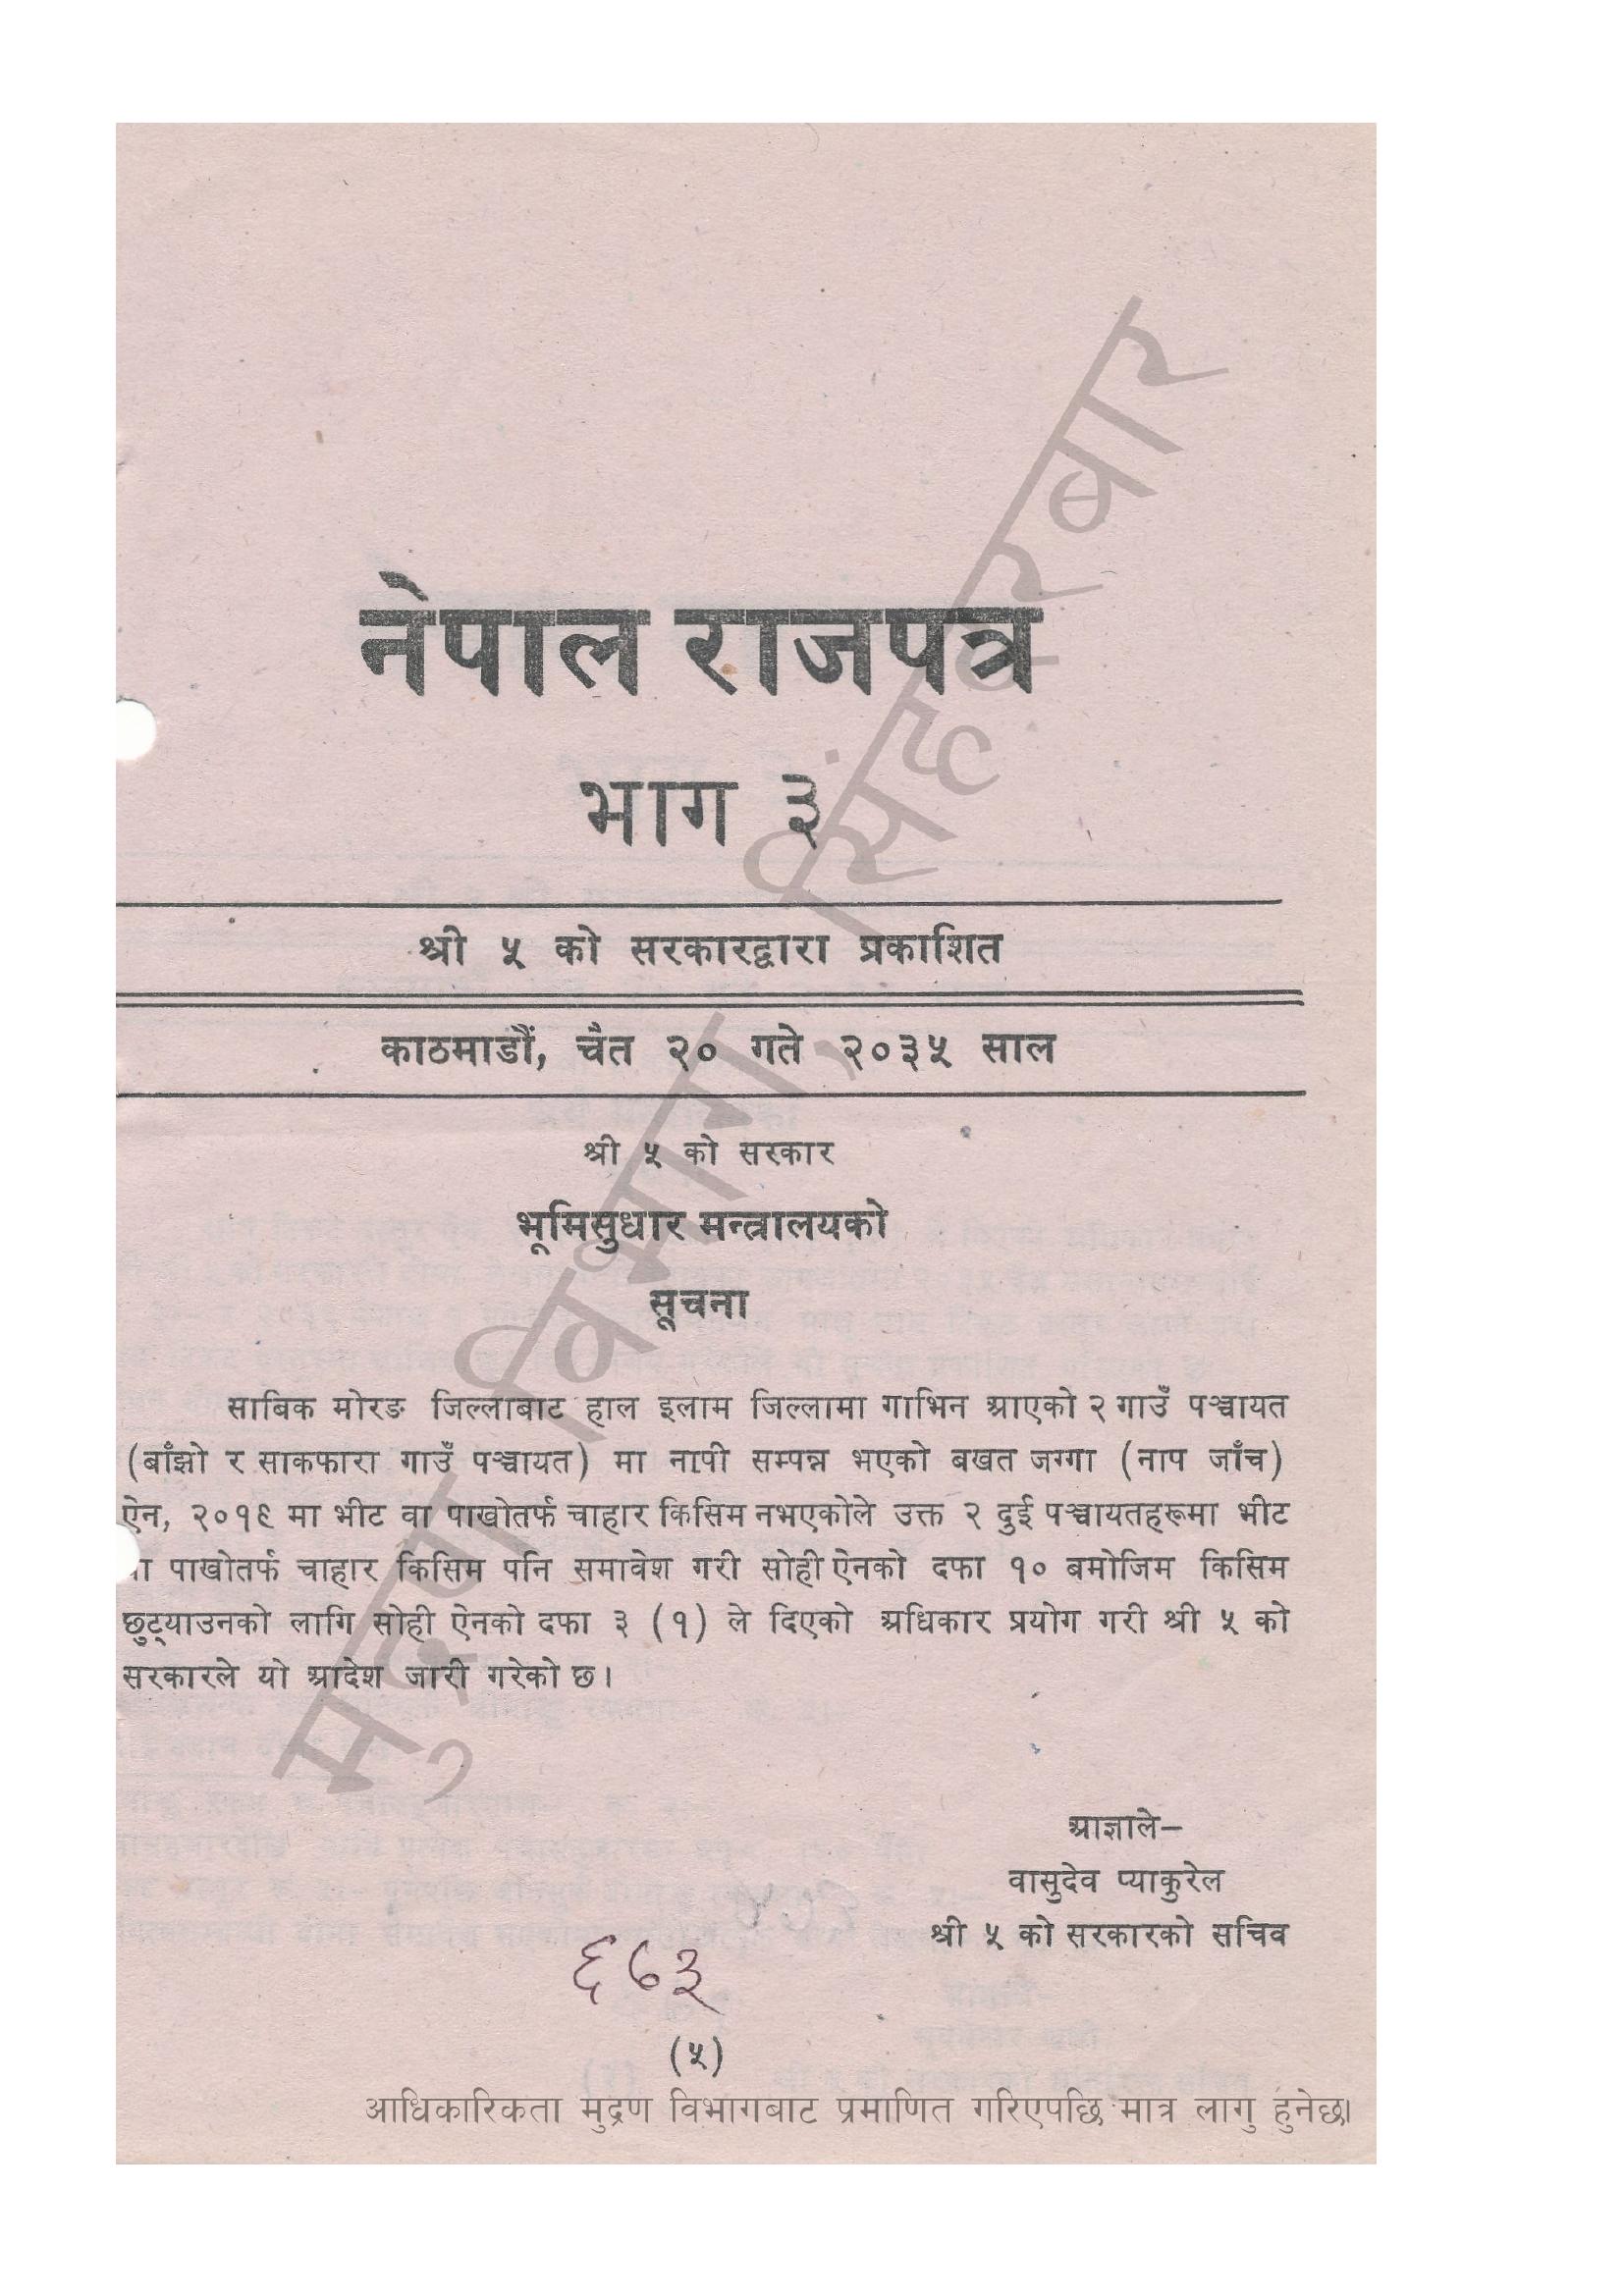 नेपाल राजपत्र
भाग ३
श्री ५ को सरकारद्वारा प्रकाशित
काठमाडौं, चैत २० गते २०३५ साल
श्री ५ को सरकार
भूमिसुधार मन्त्रालयको
सूचना
साबिक मोरङ जिल्लाबाट हाल इलाम जिल्लामा गाभिन आएको २ गाउँ पञ्चायत
(बाँझो र साकफारा गाउँ पञ्चायत) मा नापी सम्पन्न भएको बखत जग्गा (नाप जाँच)
ऐन, २०१९ मा भीट वा पाखोतर्फ चाहार किसिम नभएकोले उक्त २ दुई पञ्चायतहरूमा भीट
पाखोतर्फ चाहार किसिम पनि समावेश गरी सोही ऐनको दफा १० बमोजिम किसिम
छुट्याउनको लागि सोही ऐनको दफा ३ (१) ले दिएको अधिकार प्रयोग गरी श्री ५ को
सरकारले यो आदेश जारी गरेको छ।
आज्ञाले–
वासुदेव प्याकुरेल
श्री ५ को सरकारको सचिव
६७३
(५)
आधिकारिकता मुद्रण विभागबाट प्रमाणित गरिएपछि मात्र लागु हुनेछ।
मुद्रण विभाग, सिंहदरबार